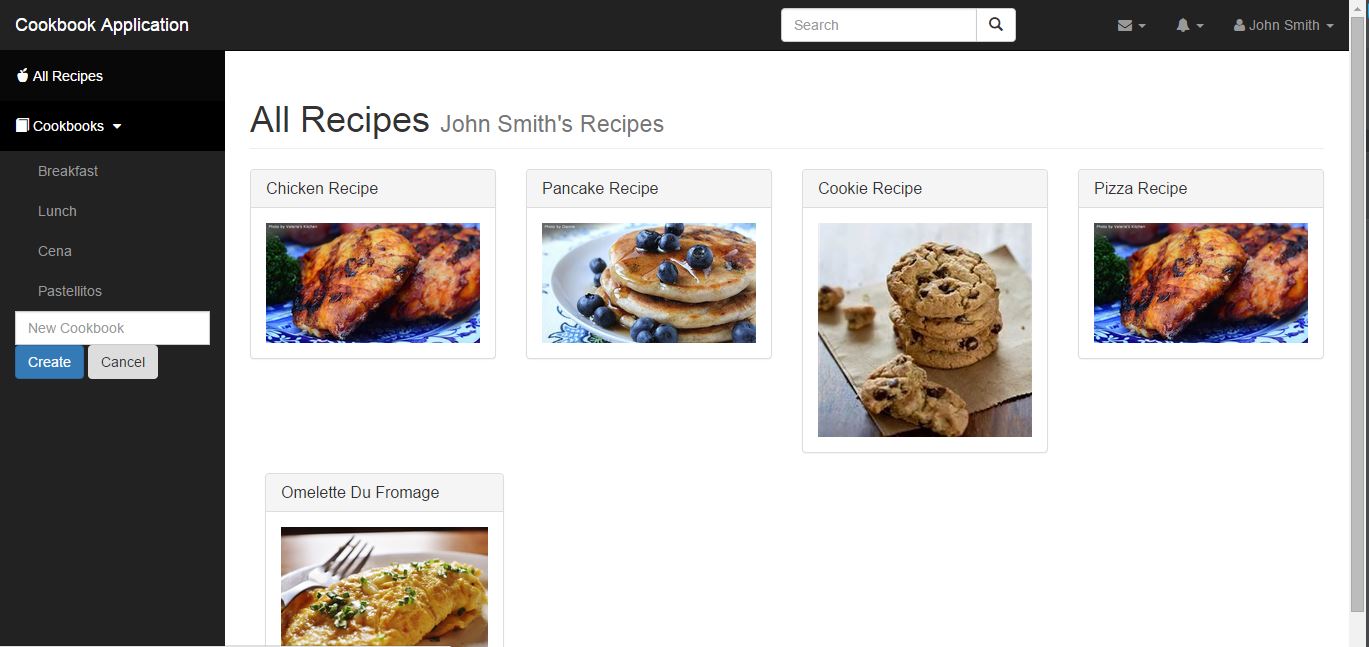 Cookbook Application
Search
John Smith
All Recipes
Cookbooks
Breakfast
Lunch
Cena
Pastellitos
New Cookbook
Create Cancel
All Recipes John Smith's Recipes
Chicken Recipe
Photo by Valerie's Kitchen
Pancake Recipe
Photo by Dianne
Cookie Recipe
Pizza Recipe
Photo by Valerie's Kitchen
Omelette Du Fromage